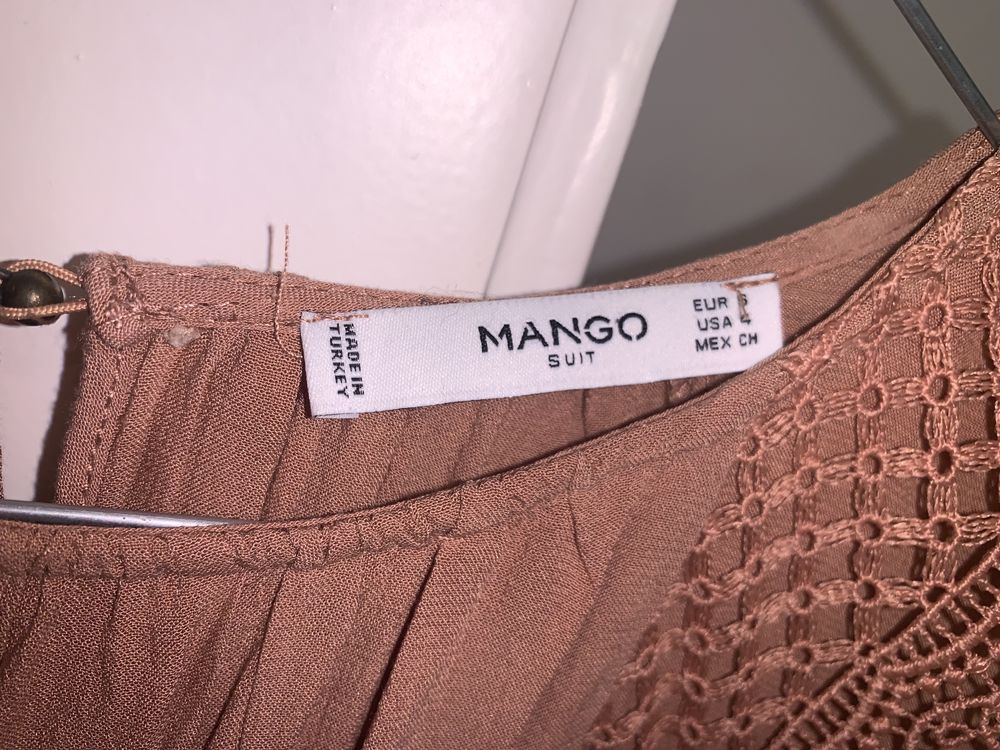 MADE IN
TURKEY
MANGO
SUIT
EUR S
USA 4
MEX CH